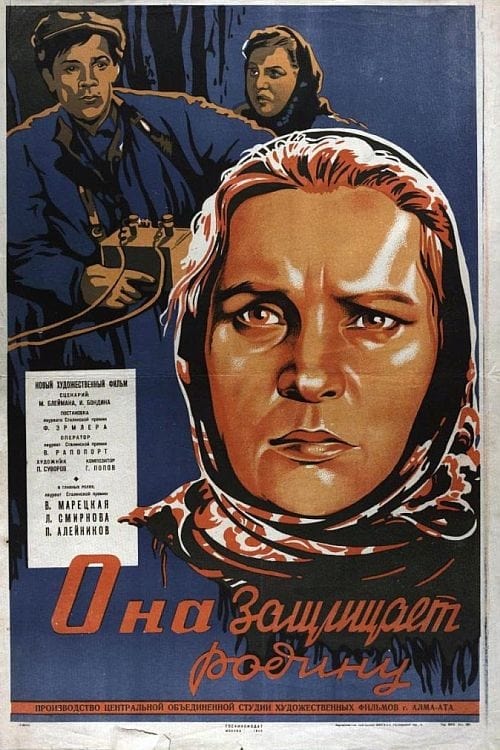 НОВЫЙ ХУДОЖЕСТВЕННЫЙ ФИЛЬМ
СЦЕНАРИЙ
М. БЛЕЙМАНА, И. БОНДИНА
ПОСТАНОВКА
лауреата Сталинской премии
Ф. ЭРМЛЕРА
ОПЕРАТОР
лауреат Сталинской премии
В. РАПОПОРТ
ХУДОЖНИК КОМПОЗИТОР
П. СУВОРОВ Г. ПОПОВ
В ГЛАВНЫХ РОЛЯХ:
лауреат Сталинской премии
В. МАРЕЦКАЯ
Л. СМИРНОВА
П. АЛЕЙНИКОВ
Она защищает
родину
ПРОИЗВОДСТВО ЦЕНТРАЛЬНОЙ ОБЪЕДИНЕННОЙ СТУДИИ ХУДОЖЕСТВЕННЫХ ФИЛЬМОВ г. АЛМА-АТА
ГОСКИНОИЗДАТ
МОСКВА